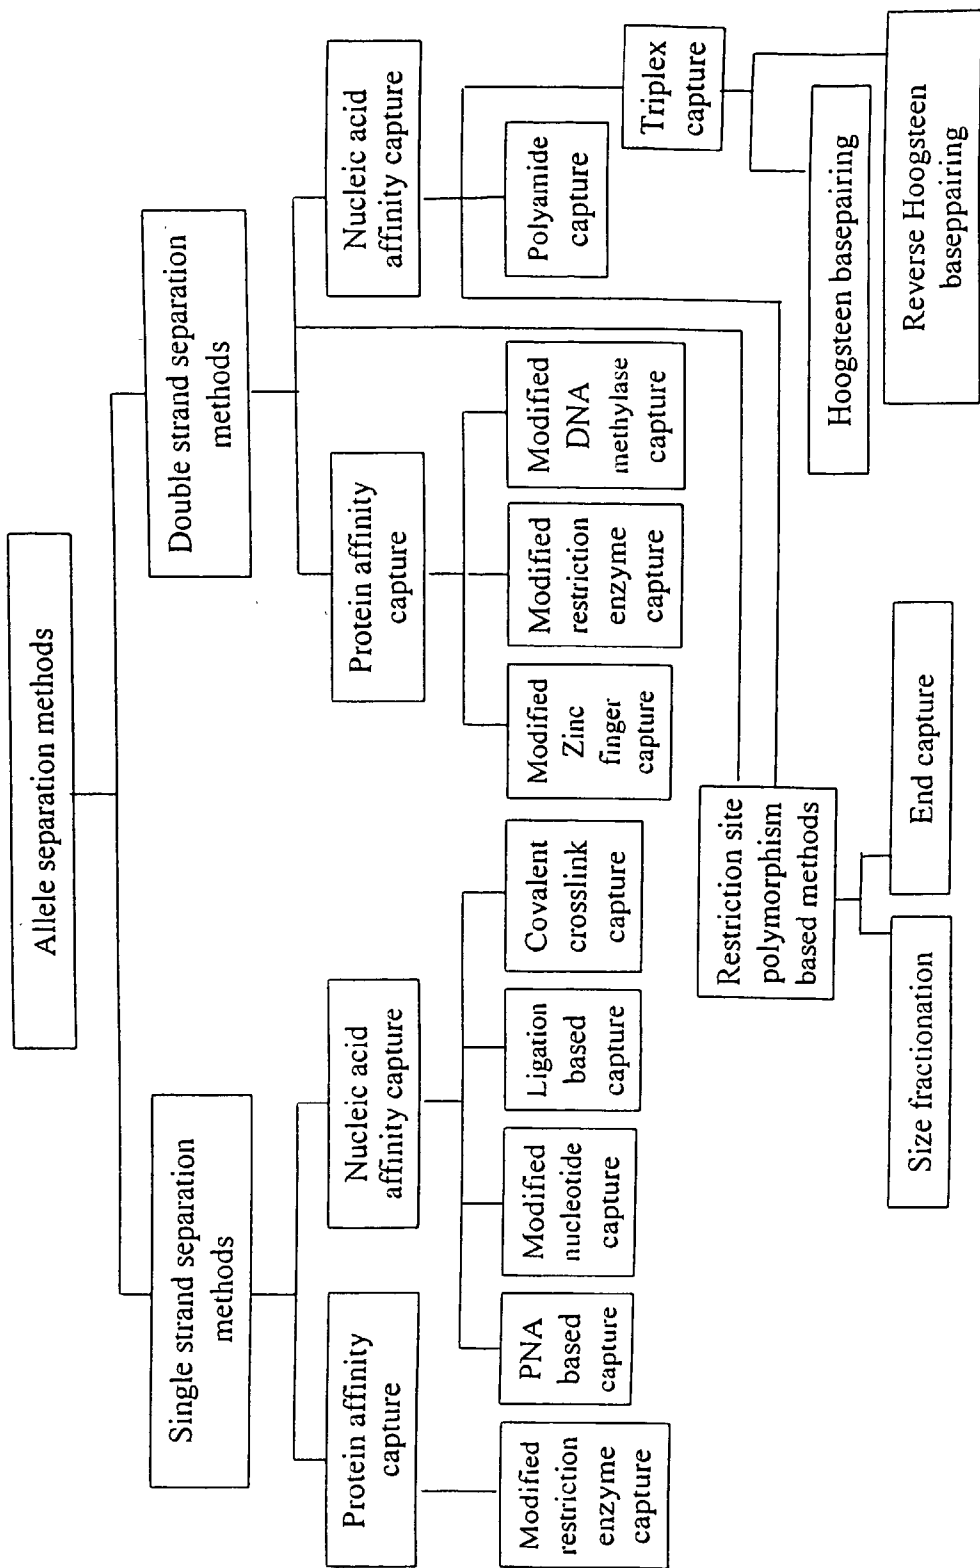 Allele separation methods
Single strand separation
methods
Double strand separation
methods
Protein affinity
capture
Nucleic acid
affinity capture
Protein affinity
capture
Nucleic acid
affinity capture
Modified
restriction
enzyme
capture
PNA
based
capture
Modified
nucleotide
capture
Ligation
based
capture
Covalent
crosslink
capture
Modified
Zinc
finger
capture
Modified
restriction
enzyme
capture
Modified
DNA
methylase
capture
Polyamide
capture
Triplex
capture
Restriction site
polymorphism
based methods
Hoogsteen basepairing
Size fractionation
End capture
Reverse Hoogsteen
baseppairing